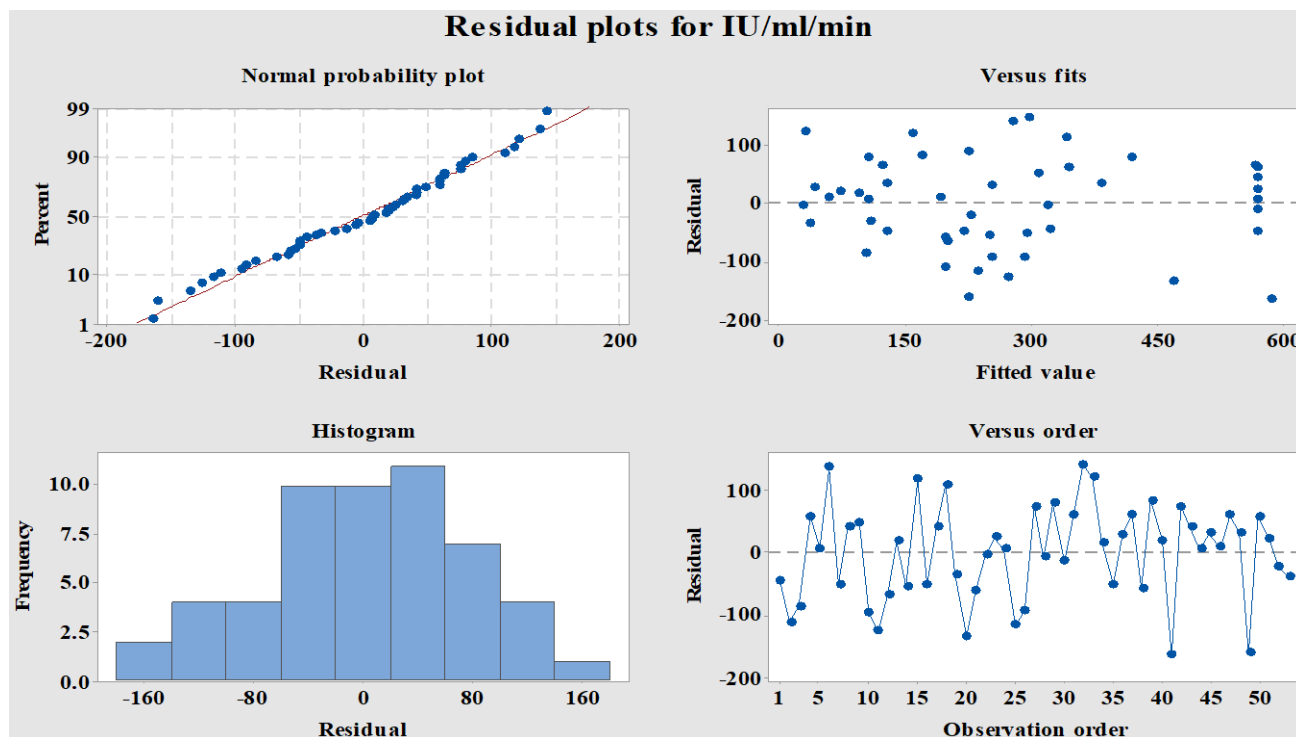 Residual plots for IU/ml/min
Normal probability plot
99
90
50
10
1
Percent
-200 -100 0 100 200
Residual
Versus fits
100
0
-100
-200
Residual
0 150 300 450 600
Fitted value
Histogram
10.0
7.5
5.0
2.5
0.0
Frequency
-160 -80 0 80 160
Residual
Versus order
100
0
-100
-200
Residual
1 5 10 15 20 25 30 35 40 45 50
Observation order